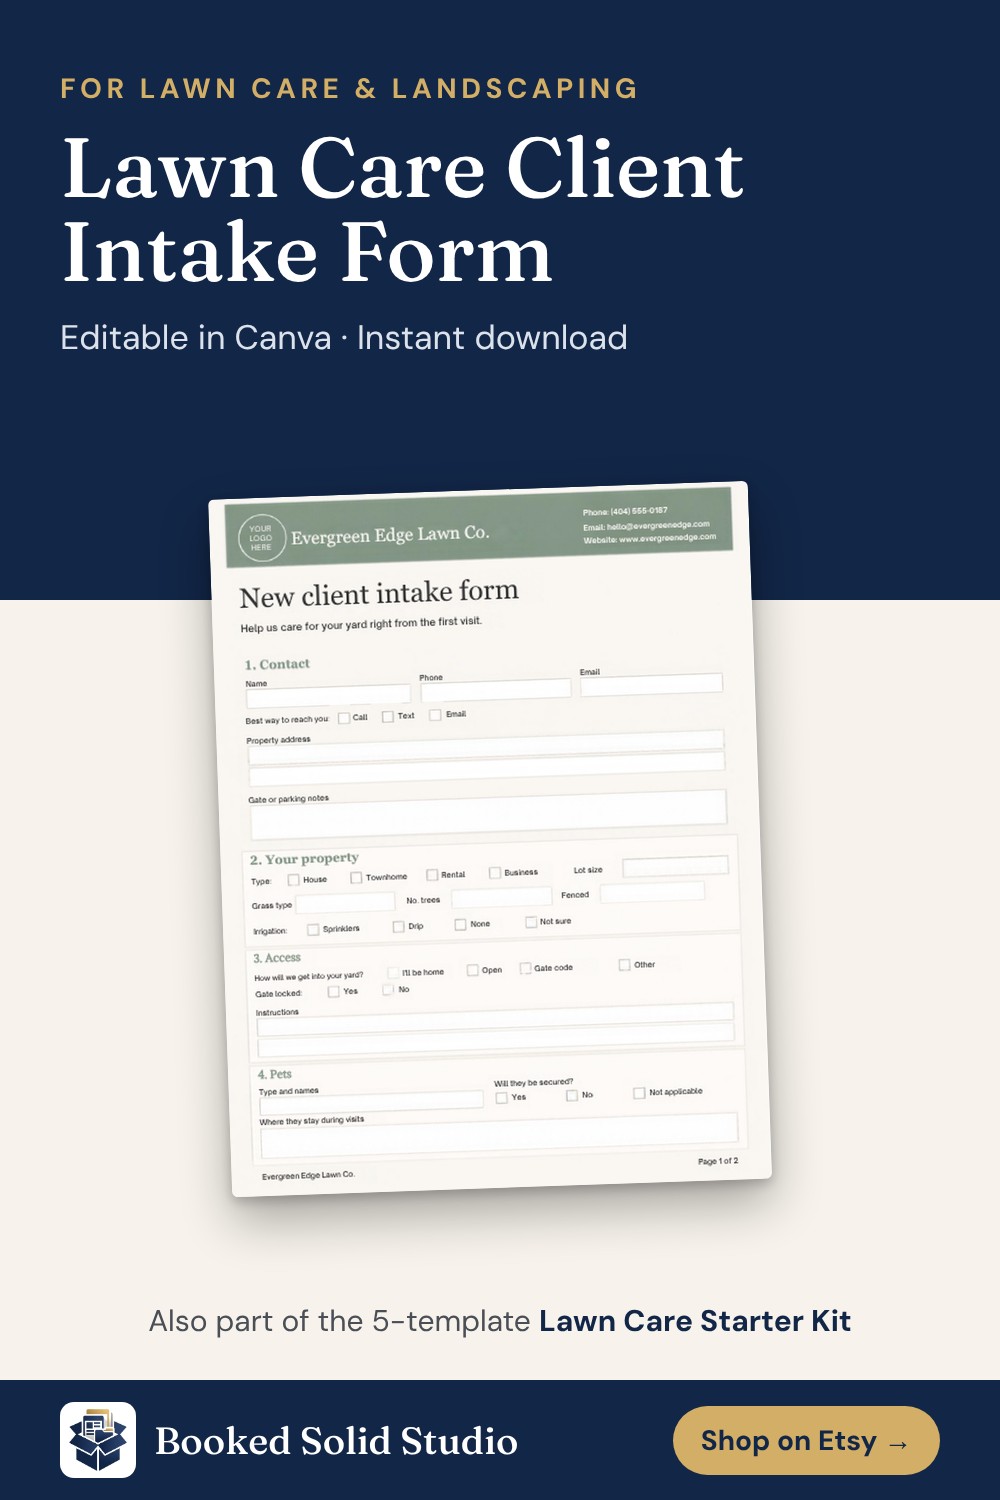 FOR LAWN CARE & LANDSCAPING
Lawn Care Client
Intake Form
Editable in Canva · Instant download
YOUR
LOGO
HERE
Evergreen Edge Lawn Co.
Phone: (404) 555-0187
Email: hello@evergreenedge.com
Website: www.evergreenedge.com
New client intake form
Help us care for your yard right from the first visit.
1. Contact
Name Phone Email
Best way to reach you: Call Text Email
Property address
Gate or parking notes
2. Your property
Type: House Townhome Rental Business Lot size
Grass type No. trees Fenced
Irrigation: Sprinklers Drip None Not sure
3. Access
How will we get into your yard? I'll be home Open Gate code Other
Gate locked: Yes No
Instructions
4. Pets
Type and names Will they be secured?
Yes No Not applicable
Where they stay during visits
Evergreen Edge Lawn Co. Page 1 of 2
Also part of the 5-template Lawn Care Starter Kit
Booked Solid Studio
Shop on Etsy →